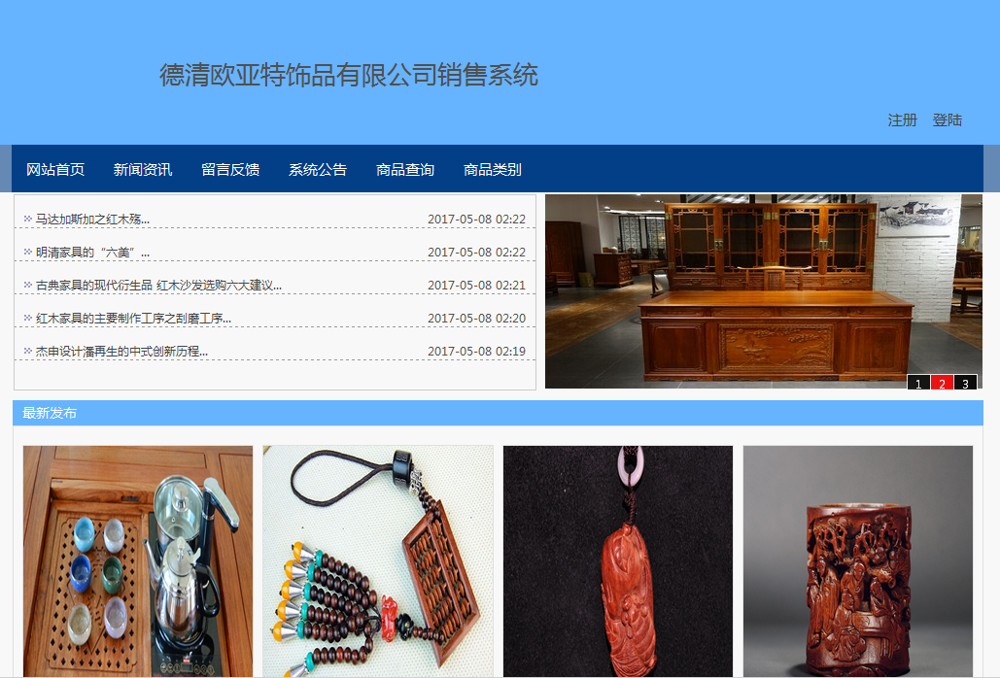 德清欧亚特饰品有限公司销售系统
注册 登陆
网站首页 新闻资讯 留言反馈 系统公告 商品查询 商品类别
马达加斯加之红木殇... 2017-05-08 02:22
明清家具的“六美”... 2017-05-08 02:22
古典家具的现代衍生品 红木沙发选购六大建议... 2017-05-08 02:21
红木家具的主要制作工序之刮磨工序... 2017-05-08 02:20
杰申设计潘再生的中式创新历程... 2017-05-08 02:19
1 2 3
最新发布